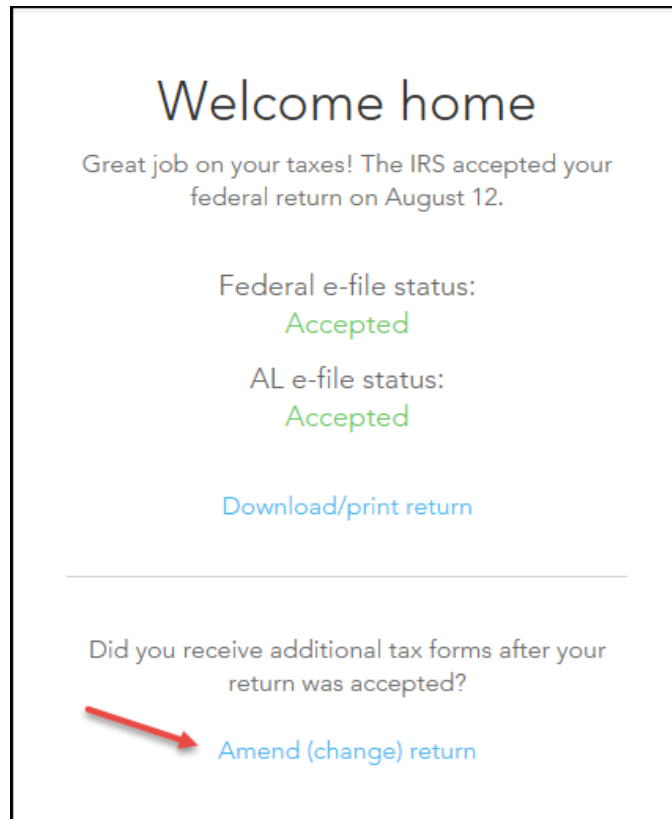 Welcome home
Great job on your taxes! The IRS accepted your
federal return on August 12.
Federal e-file status:
Accepted
AL e-file status:
Accepted
Download/print return
Did you receive additional tax forms after your
return was accepted?
Amend (change) return